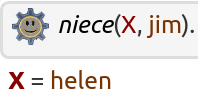 niece(X, jim).
X = helen